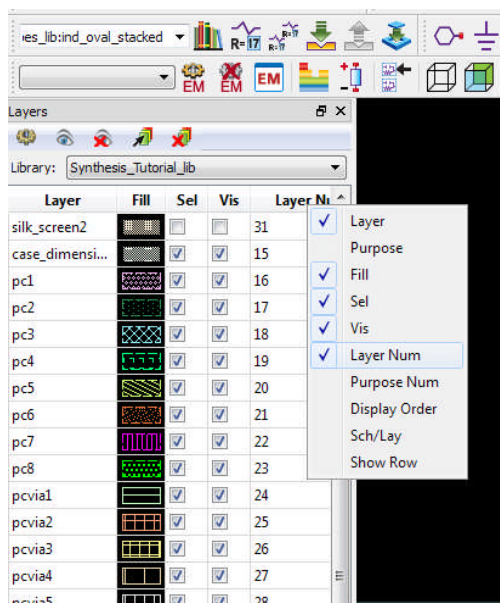 ies_lib:ind_oval_stacked
R=17
R=17
EM EM EM
Layers
Library: Synthesis_Tutorial_lib
Layer Fill Sel Vis Layer Nu
silk_screen2 31
case_dimensi... 15
pc1 16
pc2 17
pc3 18
pc4 19
pc5 20
pc6 21
pc7 22
pc8 23
pcvia1 24
pcvia2 25
pcvia3 26
pcvia4 27
pcvia5 28
Layer
Purpose
Fill
Sel
Vis
Layer Num
Purpose Num
Display Order
Sch/Lay
Show Row